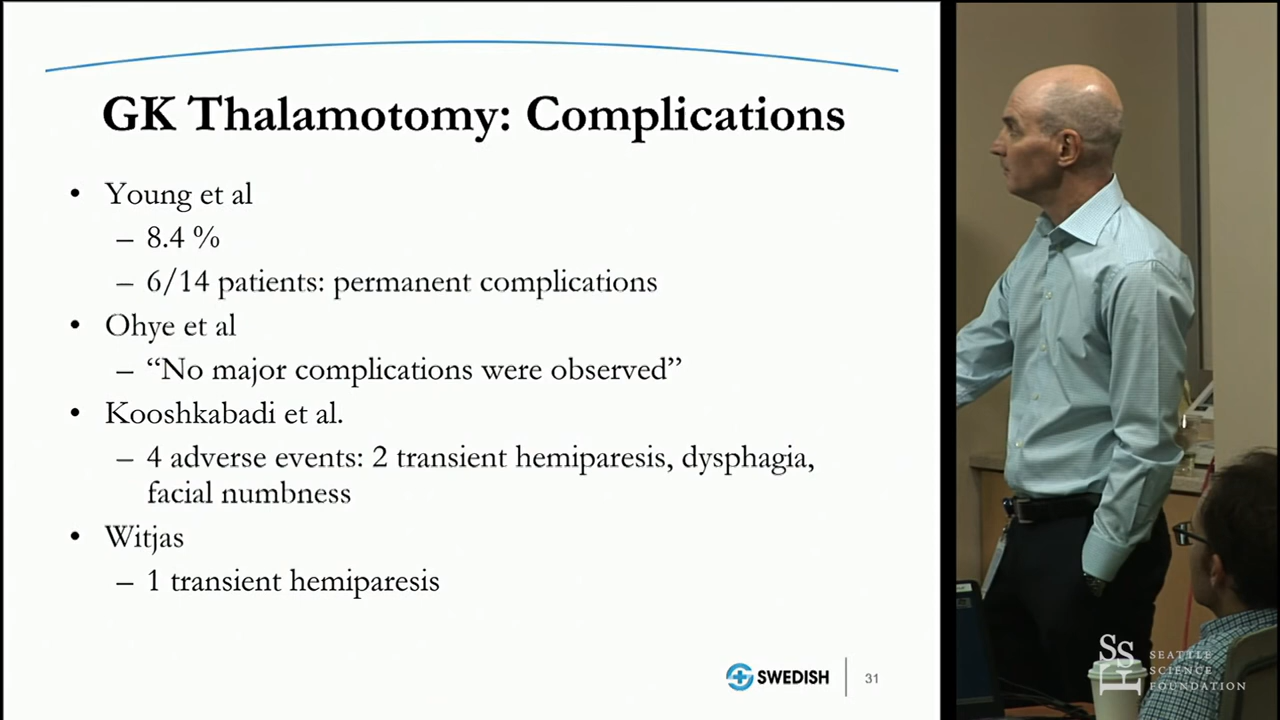 GK Thalamotomy: Complications
• Young et al
– 8.4 %
– 6/14 patients: permanent complications
• Ohye et al
– “No major complications were observed”
• Kooshkabadi et al.
– 4 adverse events: 2 transient hemiparesis, dysphagia,
facial numbness
• Witjas
– 1 transient hemiparesis
SWEDISH
31
SSF
SEATTLE
SCIENCE
FOUNDATION